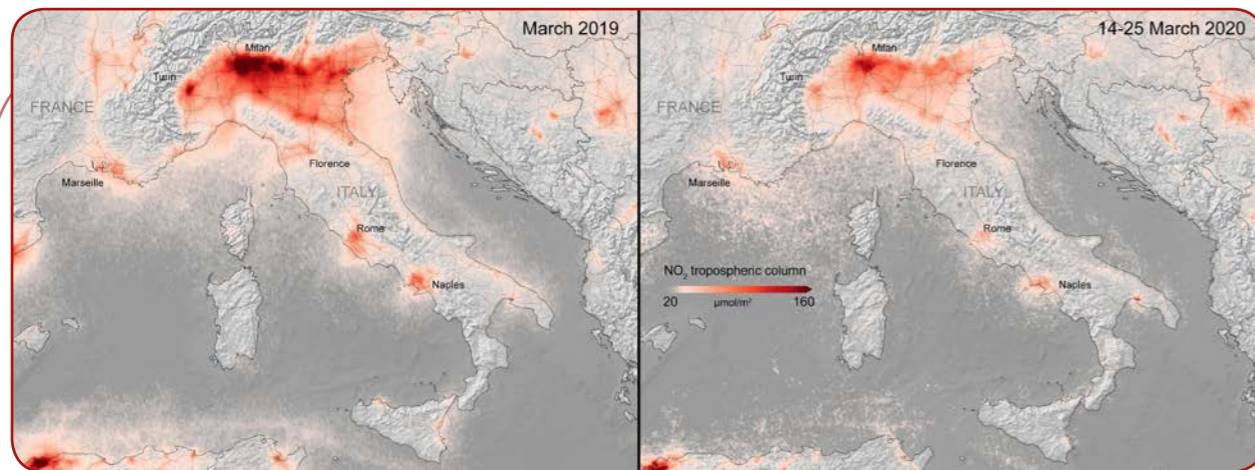 March 2019
Milan
Turin
FRANCE
Florence
Marseille
ITALY
Rome
Naples
14-25 March 2020
Milan
Turin
FRANCE
Florence
Marseille
ITALY
Rome
NO₂ tropospheric column
20 µmol/m² 160
Naples